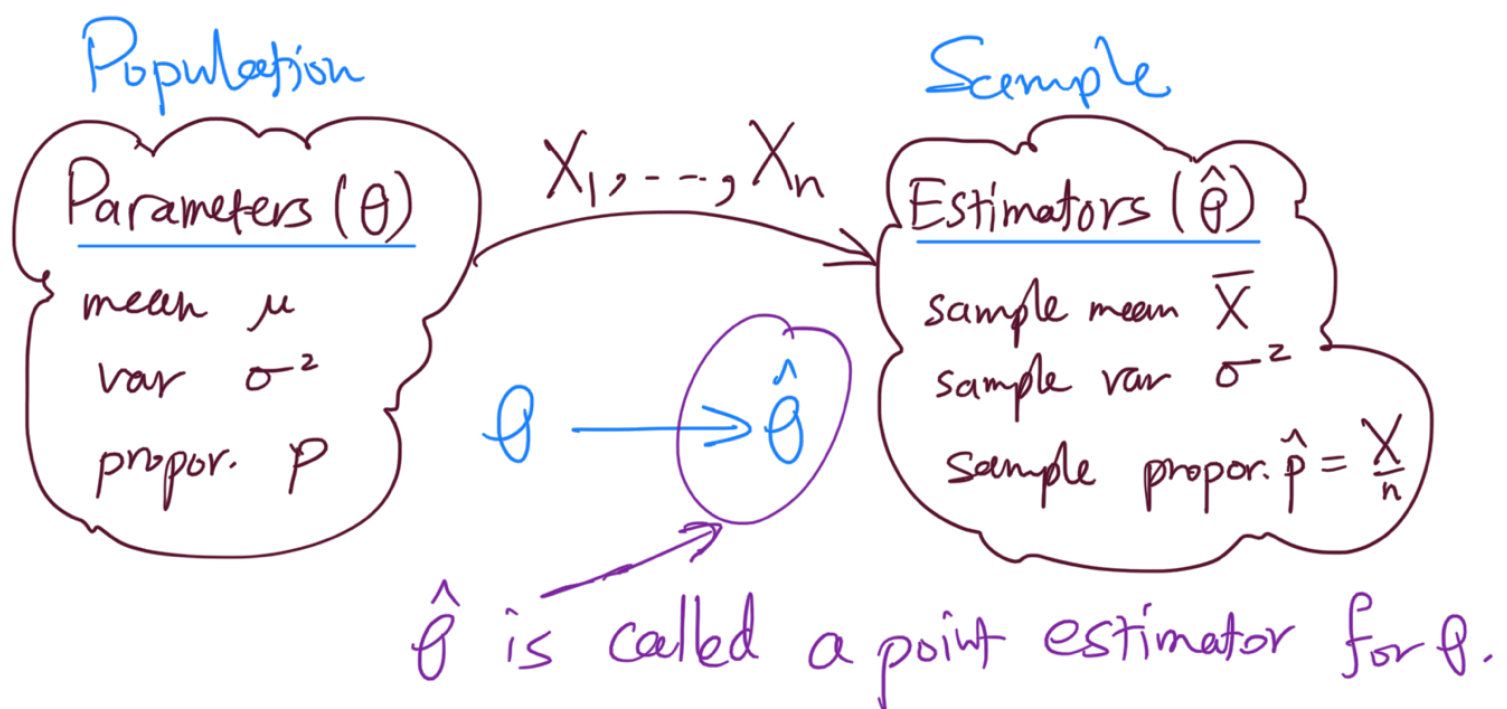 Population
Parameters (θ)
mean μ
var σ²
propor. p
X₁, ---, Xₙ
θ → θ̂
Sample
Estimators (θ̂)
sample mean X̅
sample var σ²
sample propor. p̂ = X/n
θ̂ is called a point estimator for θ.